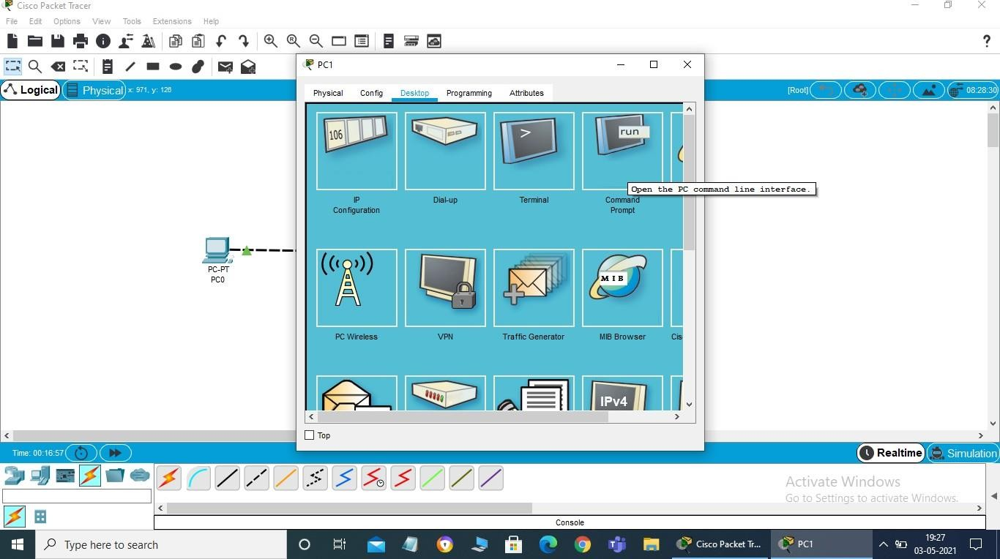 Cisco Packet Tracer
File Edit Options View Tools Extensions Help
PC1
Logical
Physical
x: 971, y: 128
[Root]
08:28:30
Physical Config Desktop Programming Attributes
106
>
run
Open the PC command line interface.
IP
Configuration
Dial-up
Terminal
Command
Prompt
PC-PT
PC0
MIB
PC Wireless
VPN
Traffic Generator
MIB Browser
Cis
IPv4
Top
Time: 00:16:57
Realtime
Simulation
Activate Windows
Go to Settings to activate Windows.
Console
Type here to search
Cisco Packet Tr...
PC1
19:27
03-05-2021